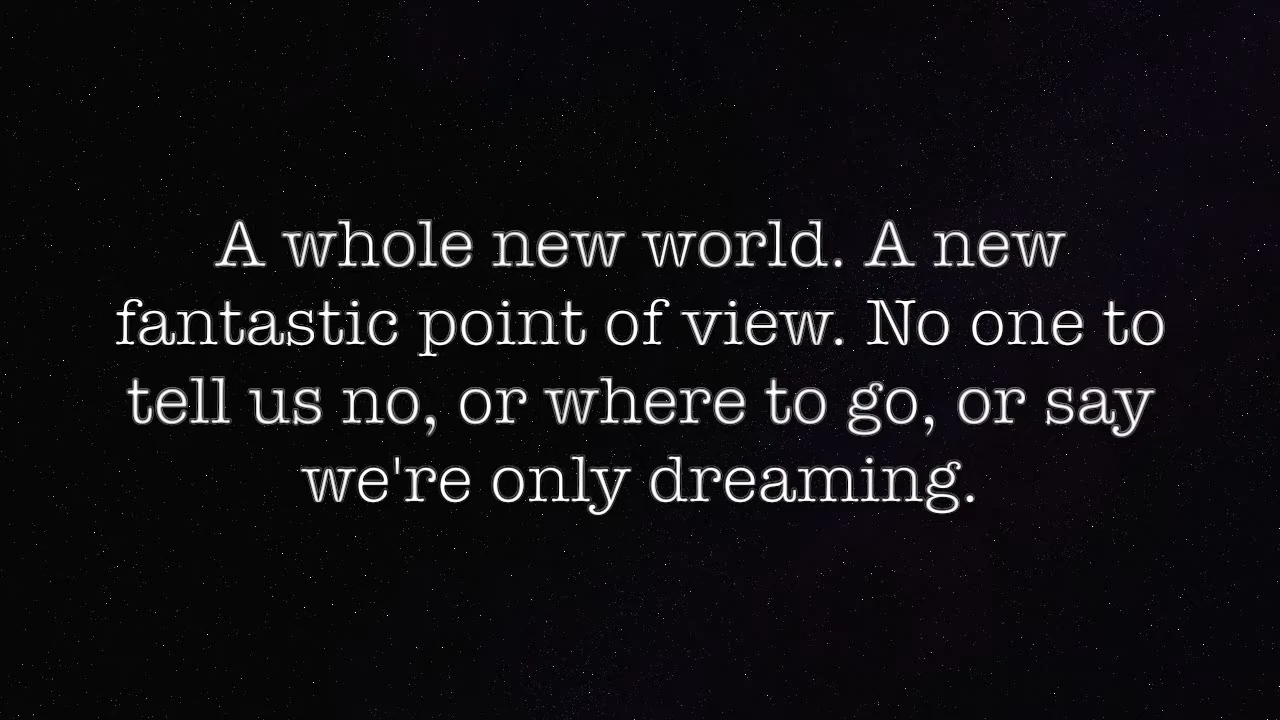 A whole new world. A new
fantastic point of view. No one to
tell us no, or where to go, or say
we're only dreaming.